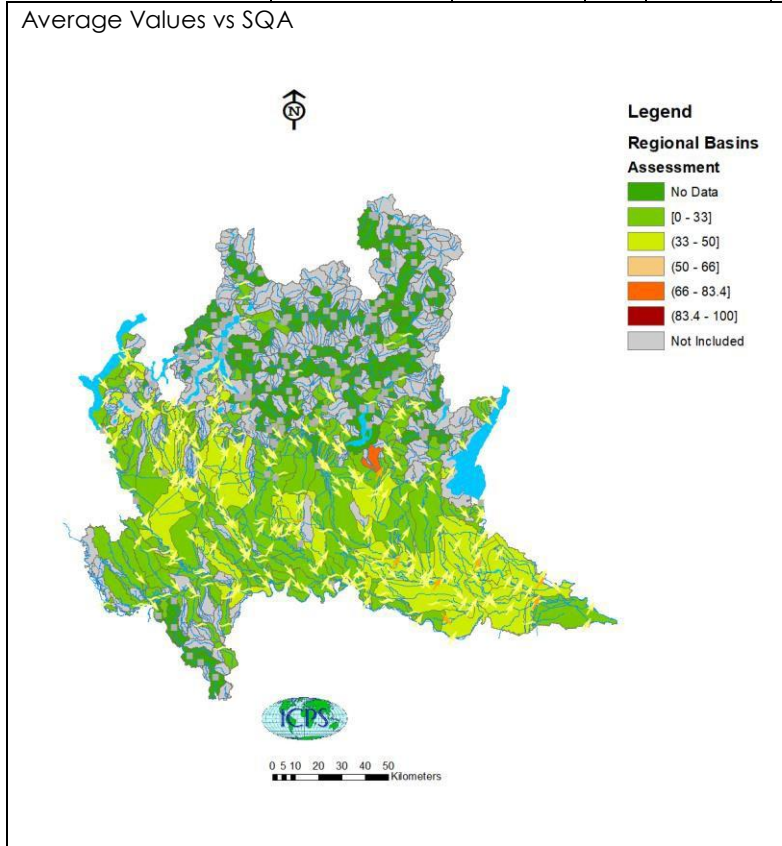 Average Values vs SQA
N
Legend
Regional Basins
Assessment
No Data
[0 - 33]
(33 - 50]
(50 - 66]
(66 - 83.4]
(83.4 - 100]
Not Included
ICPS
0 5 10 20 30 40 50
Kilometers